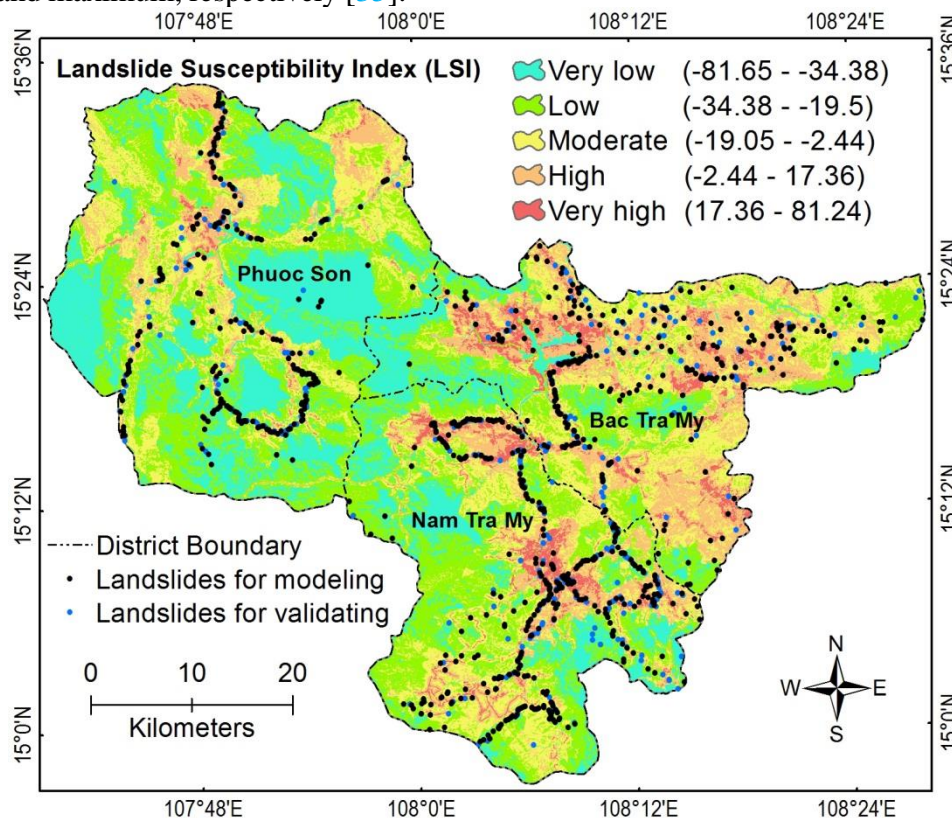 and maximum, respectively
107°48'E 108°0'E 108°12'E 108°24'E
15°36'N 15°36'N
Landslide Susceptibility Index (LSI)
Very low (-81.65 - -34.38)
Low (-34.38 - -19.5)
Moderate (-19.05 - -2.44)
High (-2.44 - 17.36)
Very high (17.36 - 81.24)
15°24'N 15°24'N
Phuoc Son
Bac Tra My
15°12'N 15°12'N
Nam Tra My
District Boundary
Landslides for modeling
Landslides for validating
0 10 20
Kilometers
N
W E
S
15°0'N 15°0'N
107°48'E 108°0'E 108°12'E 108°24'E